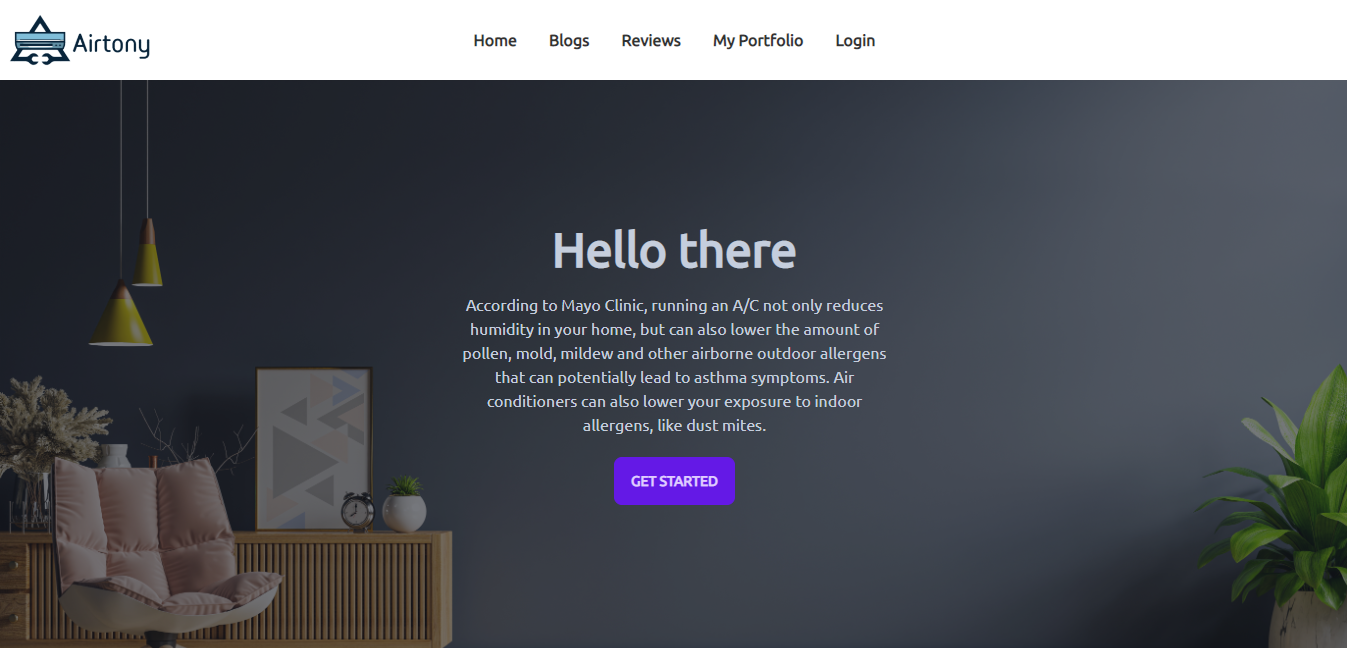 Airtony
Home Blogs Reviews My Portfolio Login
Hello there
According to Mayo Clinic, running an A/C not only reduces
humidity in your home, but can also lower the amount of
pollen, mold, mildew and other airborne outdoor allergens
that can potentially lead to asthma symptoms. Air
conditioners can also lower your exposure to indoor
allergens, like dust mites.
GET STARTED